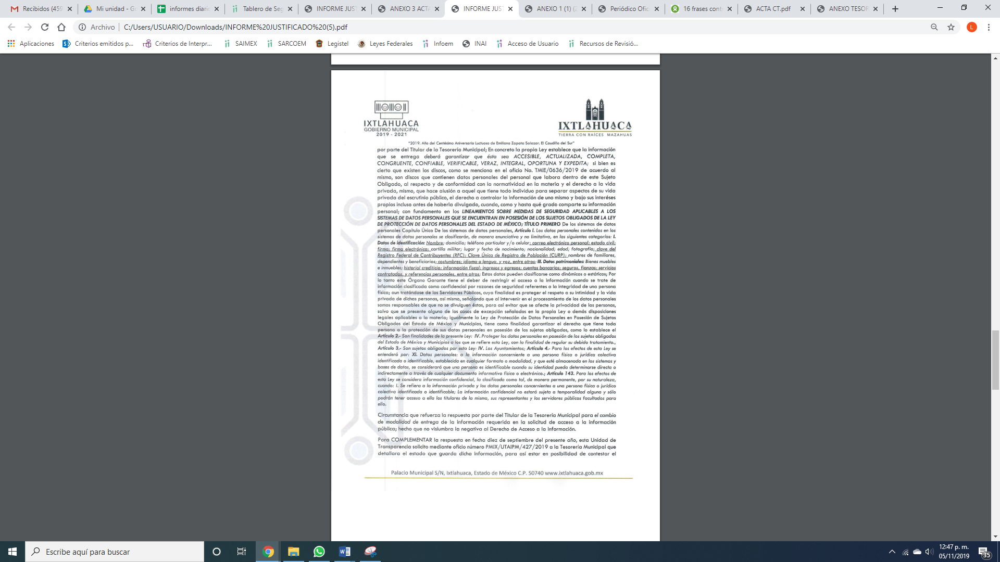 Recibidos (459
Mi unidad - Go
informes diario
Tablero de Seg
INFORME JUST
ANEXO 3 ACTA
INFORME JUST
ANEXO 1 (1) (2
Periódico Ofici
16 frases cont
ACTA CT.pdf
ANEXO TESOR
Archivo
C:/Users/USUARIO/Downloads/INFORME%20JUSTIFICADO%20(5).pdf
L
Aplicaciones
Criterios emitidos p...
Criterios de Interpr...
SAIMEX
SARCOEM
Legistel
Leyes Federales
Infoem
INAI
Acceso de Usuario
Recursos de Revisió...
IXTLAHUACA
GOBIERNO MUNICIPAL
2019 - 2021
IXTLAHUACA
TIERRA CON RAÍCES MAZAHUAS
"2019. Año del Centésimo Aniversario Luctuoso de Emiliano Zapata Salazar. El Caudillo del Sur"
por parte del Titular de la Tesorería Municipal; En concreto la propia Ley establece que la información
que se entrega deberá garantizar que ésta sea ACCESIBLE, ACTUALIZADA, COMPLETA,
CONGRUENTE, CONFIABLE, VERIFICABLE, VERAZ, INTEGRAL, OPORTUNA Y EXPEDITA; si bien es
cierto que existen los discos, como se menciona en el oficio No. TMIE/0636/2019 de acuerdo al
mismo, son discos que contienen datos personales del personal que labora dentro de este Sujeto
Obligado, al respecto y de conformidad con la normatividad en la materia y el derecho a la vida
privada, mismo, que hace alusión a aquel que tiene todo individuo para separar aspectos de su vida
privada del escrutinio público, el derecho a controlar la información de uno mismo y bajo sus interéses
propios incluso antes de haberla divulgado, cuando, como y hasta qué grado comparte su información
personal; con fundamento en los LINEAMIENTOS SOBRE MEDIDAS DE SEGURIDAD APLICABLES A LOS
SISTEMAS DE DATOS PERSONALES QUE SE ENCUENTRAN EN POSESIÓN DE LOS SUJETOS OBLIGADOS DE LA LEY
DE PROTECCIÓN DE DATOS PERSONALES DEL ESTADO DE MÉXICO; TÍTULO PRIMERO De los sistemas de datos
personales Capítulo Único De los sistemas de datos personales, Artículo I. Los datos personales contenidos en los
sistemas de datos personales se clasificarán, de manera enunciativa y no limitativa, en las siguientes categorías: I.
Datos de identificación: Nombre; domicilio; teléfono particular y/o celular; correo electrónico personal; estado civil;
firma; firma electrónica; cartilla militar; lugar y fecha de nacimiento; nacionalidad; edad; fotografía; clave del
Registro Federal de Contribuyentes (RFC); Clave Única de Registro de Población (CURP); nombres de familiares,
dependientes y beneficiarios; costumbres; idioma o lengua, y voz, entre otros; III. Datos patrimoniales: Bienes muebles
e inmuebles; historial crediticio; información fiscal; ingresos y egresos; cuentas bancarias; seguros, fianzas; servicios
contratados, y referencias personales, entre otros; Estos datos pueden clasificarse como dinámicos o estáticos; Por
lo tanto este Órgano Garante tiene el deber de restringir el acceso a la información cuando se trate de
información clasificada como confidencial por razones de seguridad referentes a la integridad de una persona
física; aun tratándose de los Servidores Públicos, cuya finalidad es proteger el respeto a su intimidad y la vida
privada de dichas personas, así mismo, señalando que al intervenir en el procesamiento de los datos personales
somos responsables de que no se divulguen éstos, para así evitar que se afecte la privacidad de las personas,
salvo que se presente alguno de los casos de excepción señalados en la propia Ley o demás disposiciones
legales aplicables a la materia; igualmente la Ley de Protección de Datos Personales en Posesión de Sujetos
Obligados del Estado de México y Municipios, tiene como finalidad garantizar el derecho que tiene toda
persona a la protección de sus datos personales en posesión de los sujetos obligados, como lo establece el
Artículo 2.- Son finalidades de la presente Ley: IV. Proteger los datos personales en posesión de los sujetos obligados
del Estado de México y Municipios a los que se refiere esta Ley, con la finalidad de regular su debido tratamiento.,
Artículo 3.- Son sujetos obligados por esta Ley: IV. Los Ayuntamientos; Artículo 4.- Para los efectos de esta Ley se
entenderá por: XI. Datos personales: a la información concerniente a una persona física o jurídica colectiva
identificada o identificable, establecida en cualquier formato o modalidad, y que esté almacenada en los sistemas y
bases de datos, se considerará que una persona es identificable cuando su identidad pueda determinarse directa o
indirectamente a través de cualquier documento informativo físico o electrónico.; Artículo 143. Para los efectos de
esta Ley se considera información confidencial, la clasificada como tal, de manera permanente, por su naturaleza,
cuando: I. Se refiera a la información privada y los datos personales concernientes a una persona física o jurídico
colectiva identificada o identificable; La información confidencial no estará sujeta a temporalidad alguna y sólo
podrán tener acceso a ella los titulares de la misma, sus representantes y los servidores públicos facultados para
ello.
Circunstancia que refuerza la respuesta por parte del Titular de la Tesorería Municipal para el cambio
de modalidad de entrega de la información requerida en la solicitud de acceso a la información
pública; hecho que no vislumbra la negativa al Derecho de Acceso a la Información.
Para COMPLEMENTAR la respuesta en fecha diez de septiembre del presente año, esta Unidad de
Transparencia solicito mediante oficio número PMIX/UTAIPM/427/2019 a la Tesorería Municipal que
detallara el estado que guarda dicha información, para así estar en posibilidad de contestar el
Palacio Municipal S/N, Ixtlahuaca, Estado de México C.P. 50740 www.ixtlahuaca.gob.mx
Escribe aquí para buscar
12:47 p. m.
05/11/2019
35